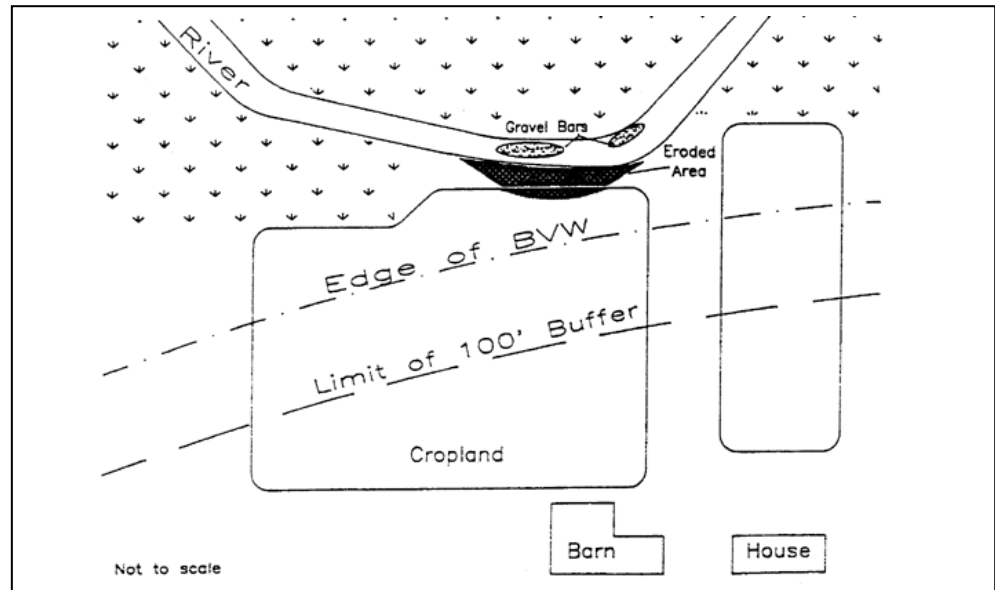 River
Gravel Bars
Eroded
Area
Edge of BVW
Limit of 100' Buffer
Cropland
Barn
House
Not to scale